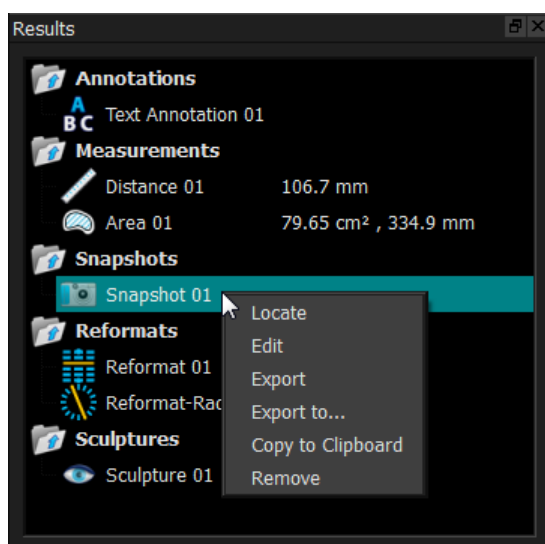 Results
Annotations
A
B C
Text Annotation 01
Measurements
Distance 01 106.7 mm
Area 01 79.65 cm² , 334.9 mm
Snapshots
Snapshot 01
Reformats
Reformat 01
Reformat-Rad
Sculptures
Sculpture 01
Locate
Edit
Export
Export to...
Copy to Clipboard
Remove